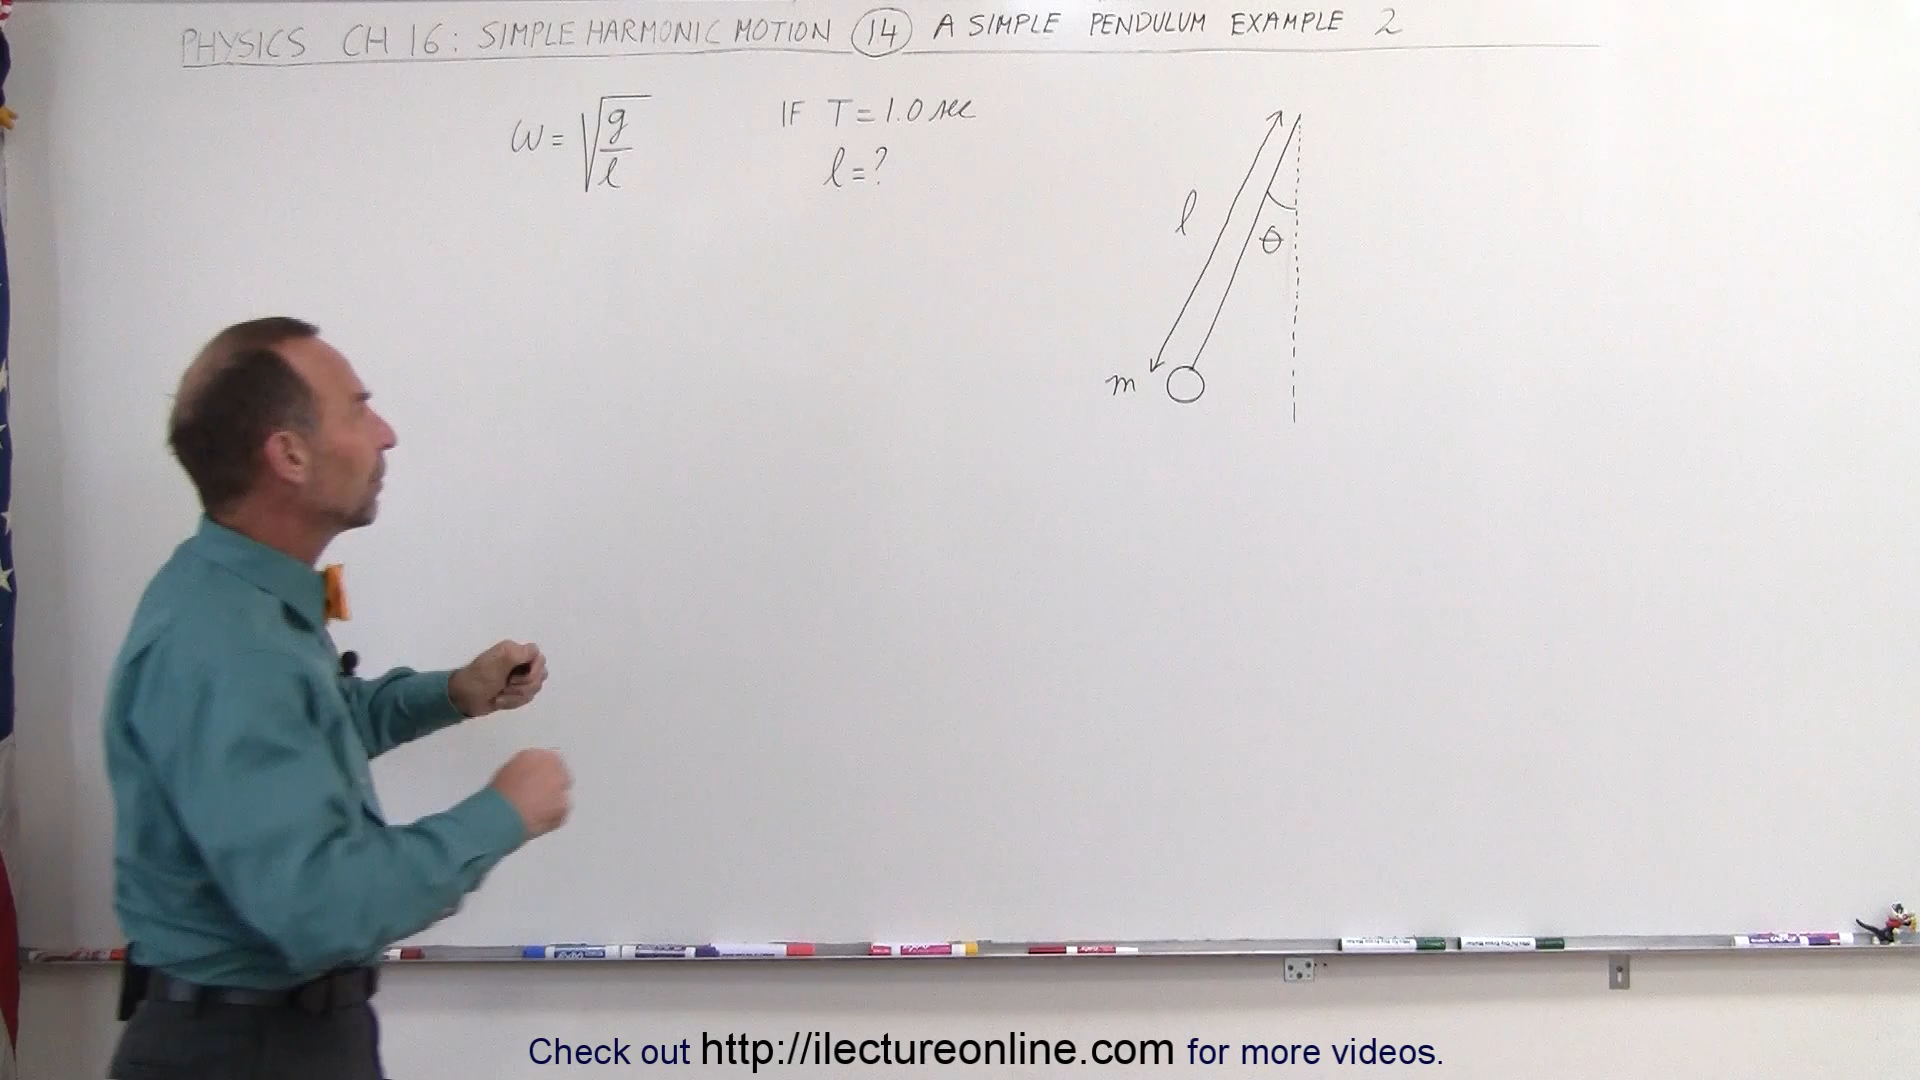 PHYSICS CH 16: SIMPLE HARMONIC MOTION 14 A SIMPLE PENDULUM EXAMPLE 2
ω = √g/l
IF T = 1.0 sec
l = ?
l
θ
m
Check out http://ilectureonline.com for more videos.